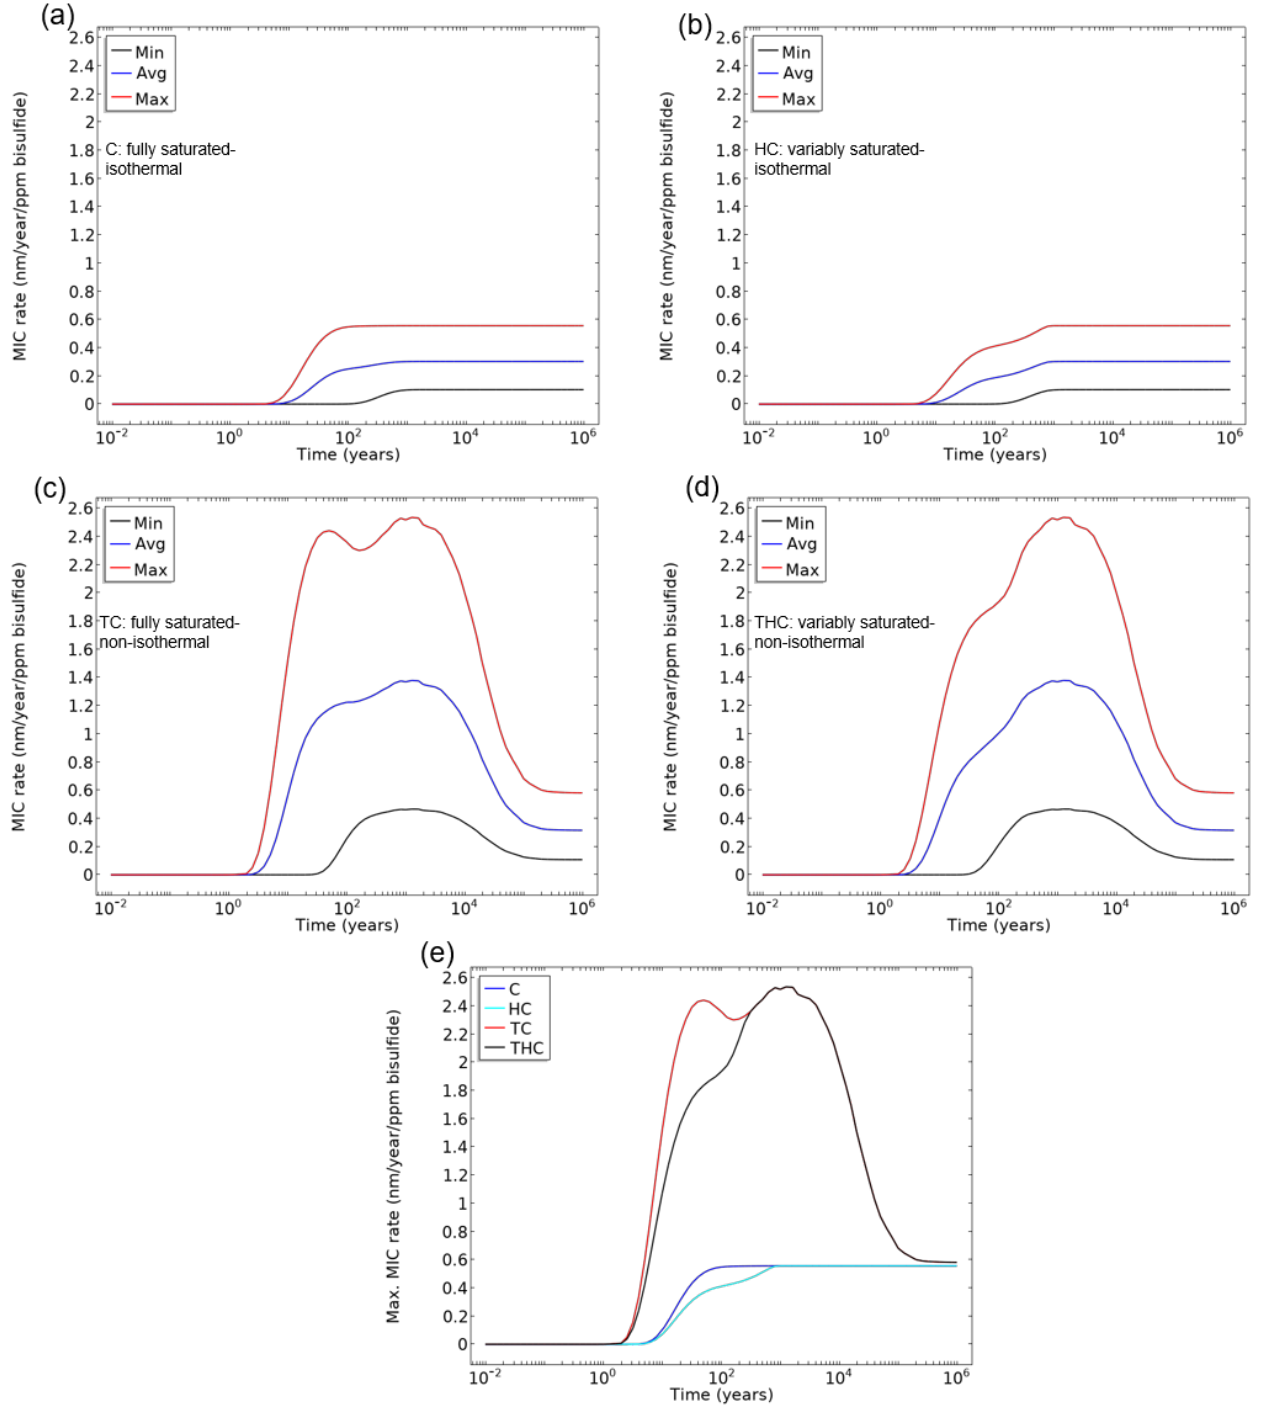 (a)
MIC rate (nm/year/ppm bisulfide)
2.6
2.4
2.2
2
1.8
1.6
1.4
1.2
1
0.8
0.6
0.4
0.2
0
Min
Avg
Max
C: fully saturated-
isothermal
10⁻² 10⁰ 10² 10⁴ 10⁶
Time (years)
(b)
MIC rate (nm/year/ppm bisulfide)
2.6
2.4
2.2
2
1.8
1.6
1.4
1.2
1
0.8
0.6
0.4
0.2
0
Min
Avg
Max
HC: variably saturated-
isothermal
10⁻² 10⁰ 10² 10⁴ 10⁶
Time (years)
(c)
MIC rate (nm/year/ppm bisulfide)
2.6
2.4
2.2
2
1.8
1.6
1.4
1.2
1
0.8
0.6
0.4
0.2
0
Min
Avg
Max
TC: fully saturated-
non-isothermal
10⁻² 10⁰ 10² 10⁴ 10⁶
Time (years)
(d)
MIC rate (nm/year/ppm bisulfide)
2.6
2.4
2.2
2
1.8
1.6
1.4
1.2
1
0.8
0.6
0.4
0.2
0
Min
Avg
Max
THC: variably saturated-
non-isothermal
10⁻² 10⁰ 10² 10⁴ 10⁶
Time (years)
(e)
Max. MIC rate (nm/year/ppm bisulfide)
2.6
2.4
2.2
2
1.8
1.6
1.4
1.2
1
0.8
0.6
0.4
0.2
0
C
HC
TC
THC
10⁻² 10⁰ 10² 10⁴ 10⁶
Time (years)